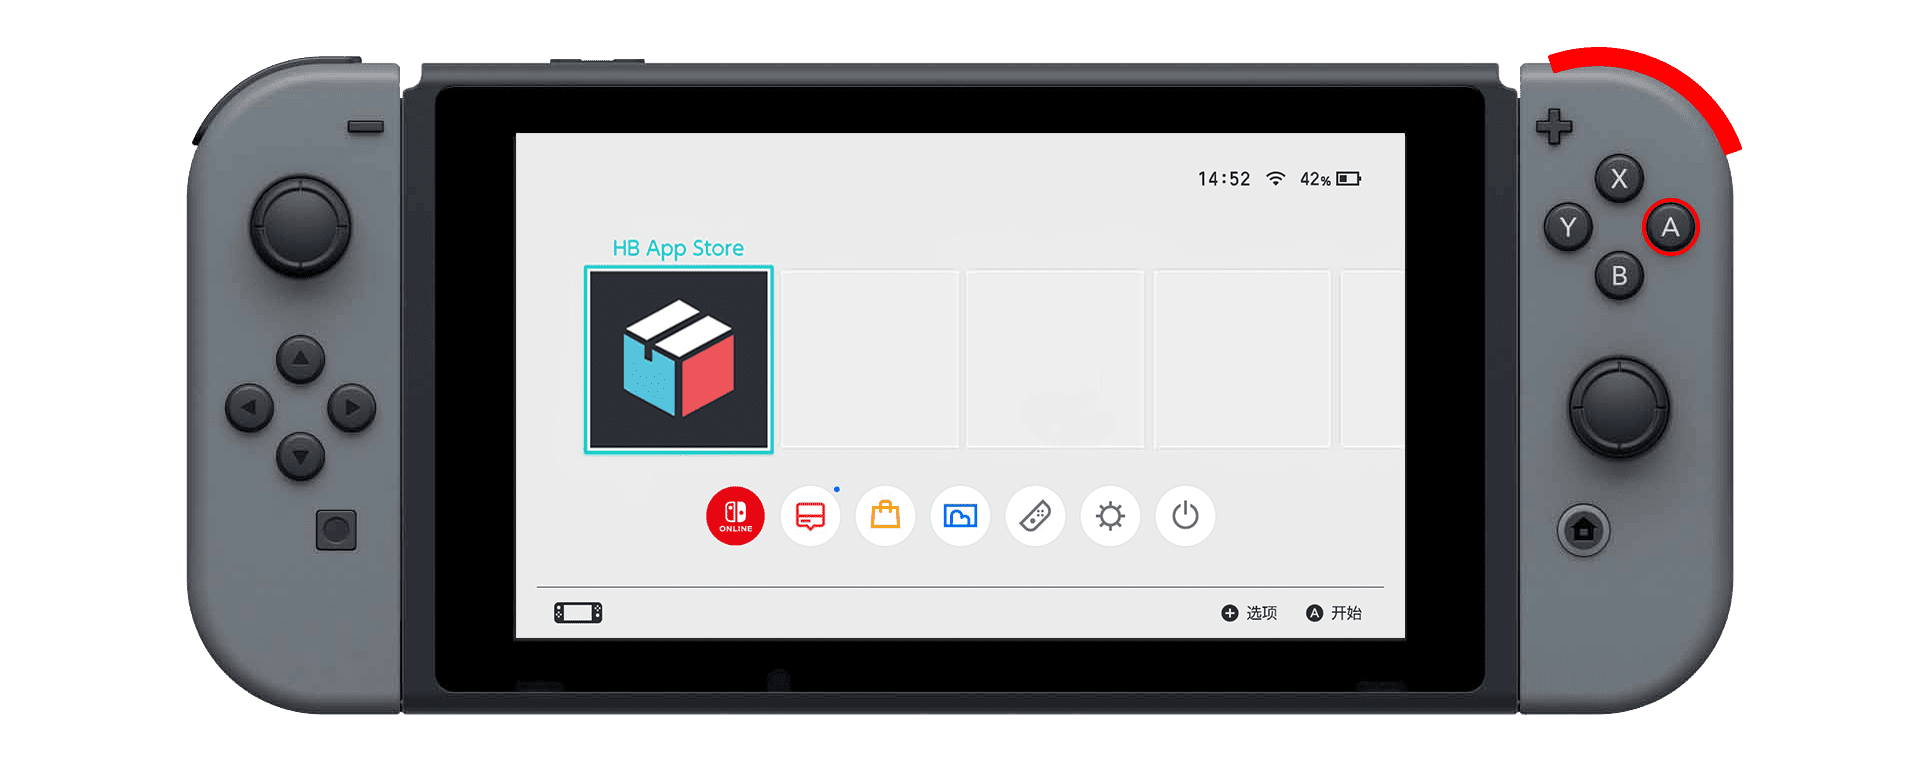 14:52 42%
HB App Store
ONLINE
选项 A 开始
X
Y
A
B